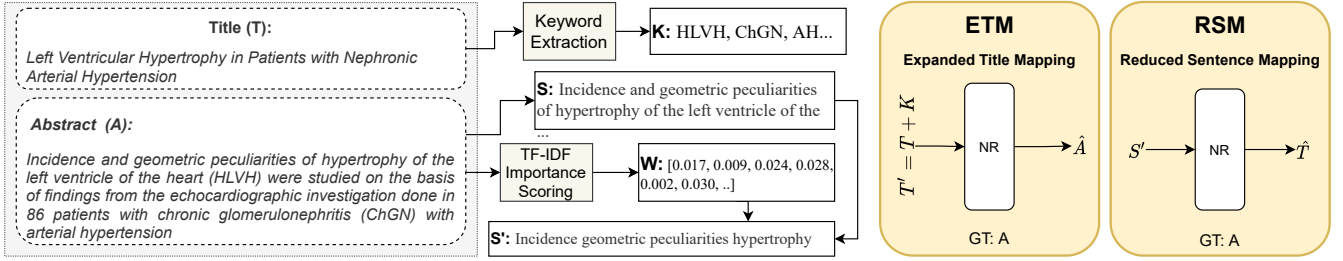 Title (T):
Left Ventricular Hypertrophy in Patients with Nephronic
Arterial Hypertension
Abstract (A):
Incidence and geometric peculiarities of hypertrophy of the
left ventricle of the heart (HLVH) were studied on the basis
of findings from the echocardiographic investigation done in
86 patients with chronic glomerulonephritis (ChGN) with
arterial hypertension
Keyword
Extraction
K: HLVH, ChGN, AH...
S: Incidence and geometric peculiarities
of hypertrophy of the left ventricle of the
...
TF-IDF
Importance
Scoring
W: [0.017, 0.009, 0.024, 0.028,
0.002, 0.030, ..]
S': Incidence geometric peculiarities hypertrophy
ETM
Expanded Title Mapping
T' = T + K
NR
Â
GT: A
RSM
Reduced Sentence Mapping
S'
NR
T̂
GT: A